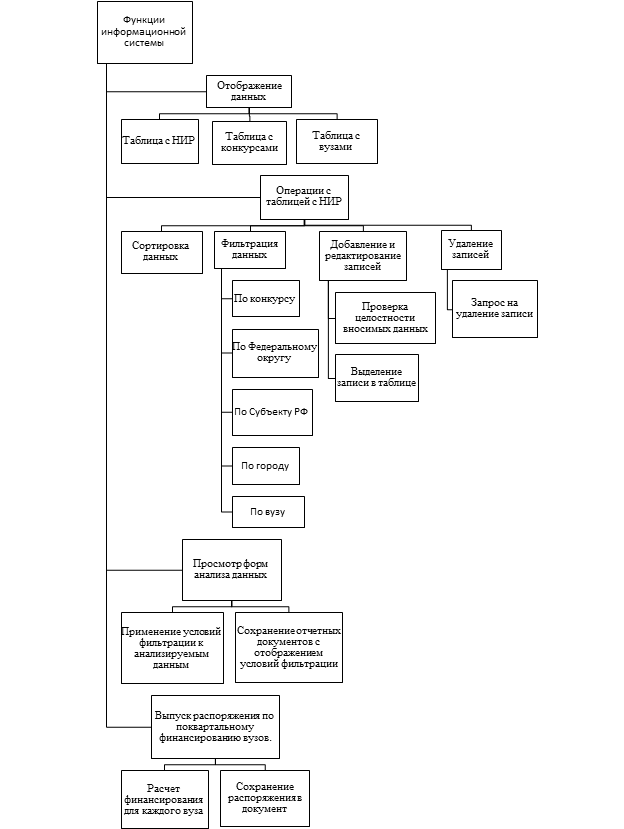 Функции
информационной
системы
Отображение
данных
Таблица с НИР
Таблица с
конкурсами
Таблица с
вузами
Операции с
таблицей с НИР
Сортировка
данных
Фильтрация
данных
По конкурсу
По Федеральному
округу
По Субъекту РФ
По городу
По вузу
Добавление и
редактирование
записей
Проверка
целостности
вносимых данных
Выделение
записи в таблице
Удаление
записей
Запрос на
удаление записи
Просмотр форм
анализа данных
Применение условий
фильтрации к
анализируемым
данным
Сохранение отчетных
документов с
отображением
условий фильтрации
Выпуск распоряжения по
поквартальному
финансированию вузов.
Расчет
финансирования
для каждого вуза
Сохранение
распоряжения в
документ